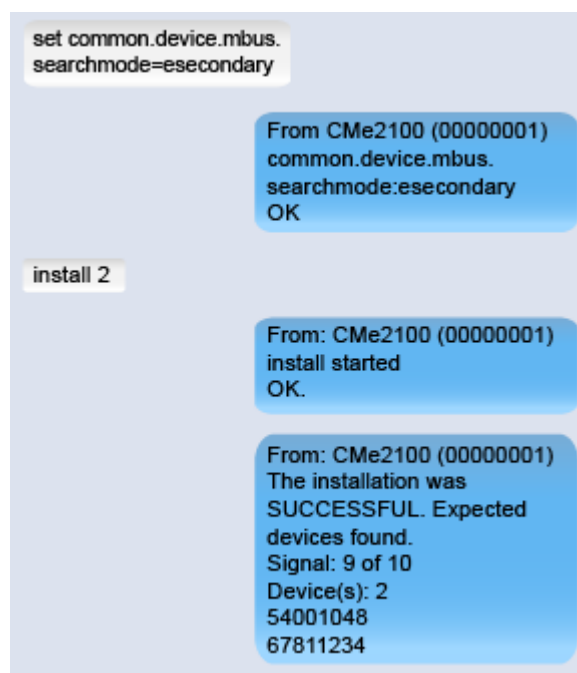 set common.device.mbus.
searchmode=esecondary
From CMe2100 (00000001)
common.device.mbus.
searchmode:esecondary
OK
install 2
From: CMe2100 (00000001)
install started
OK.
From: CMe2100 (00000001)
The installation was
SUCCESSFUL. Expected
devices found.
Signal: 9 of 10
Device(s): 2
54001048
67811234